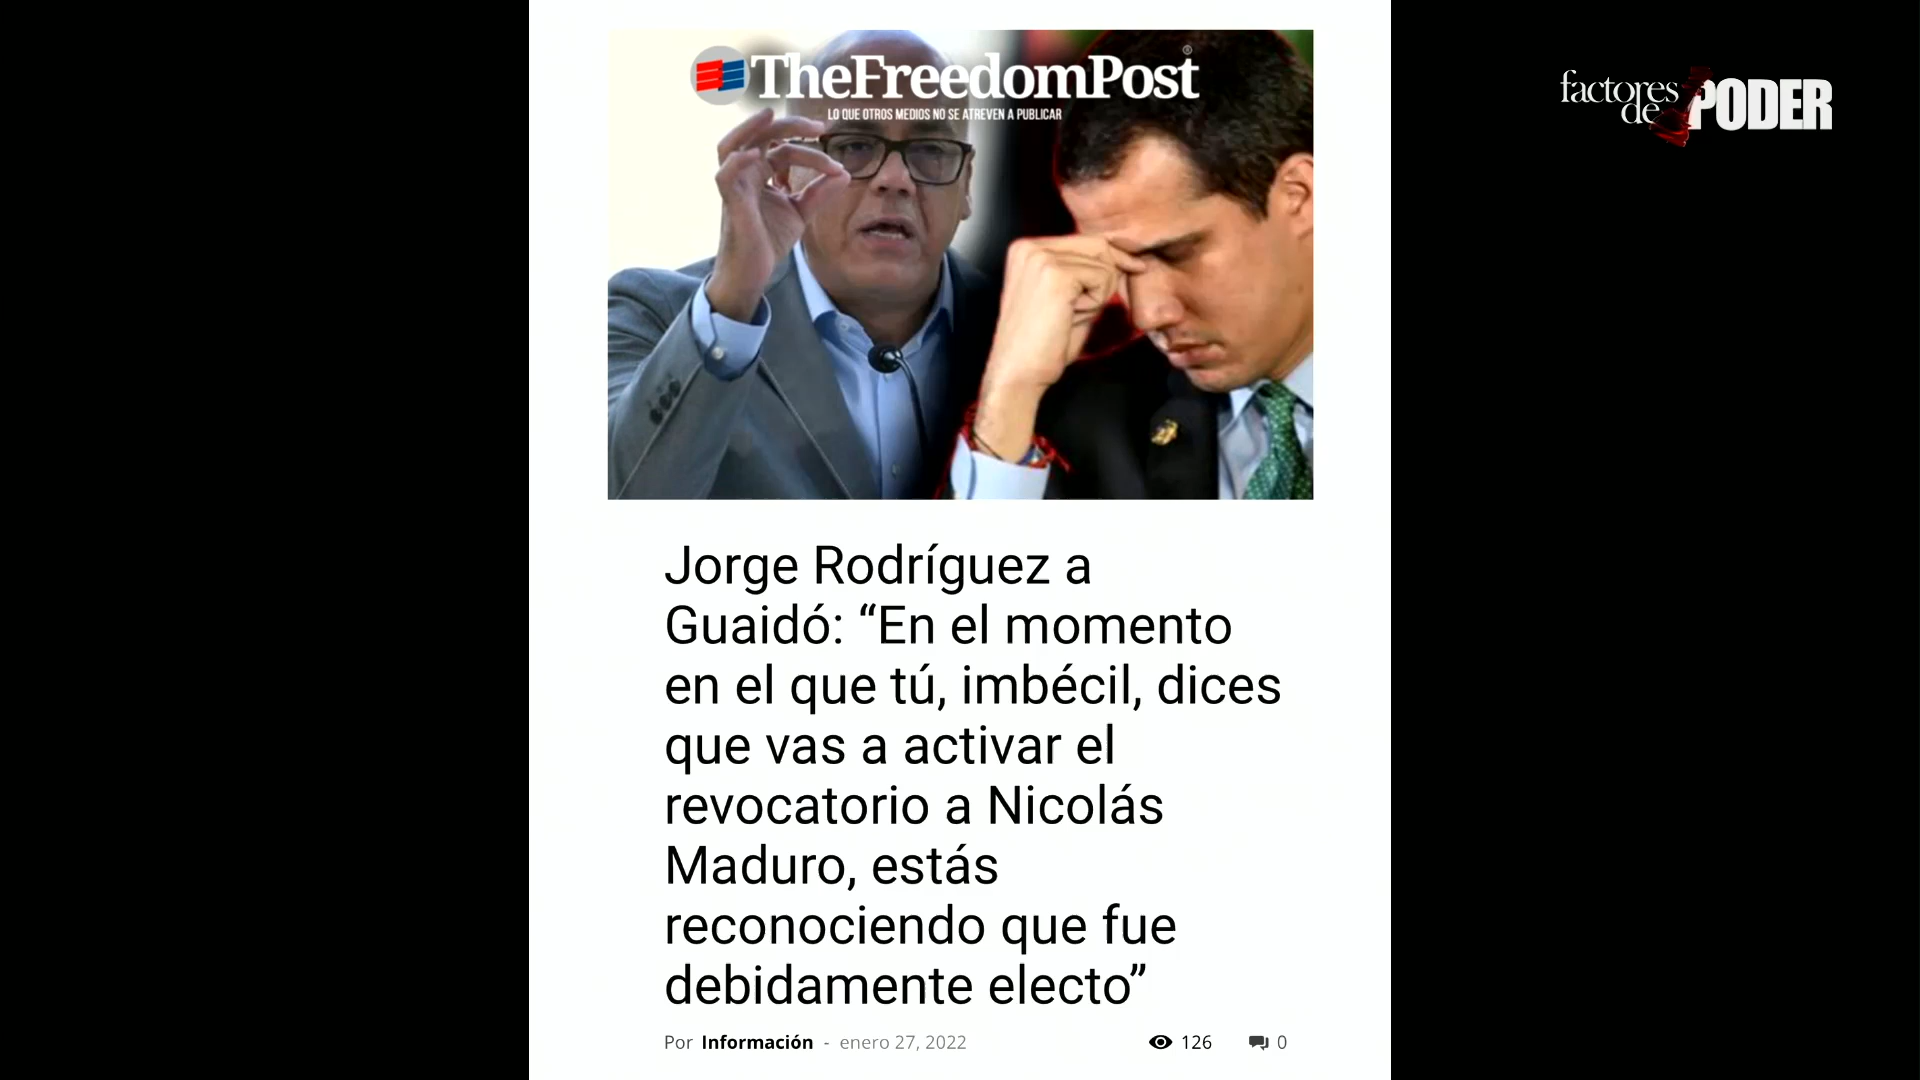 TheFreedomPost®
LO QUE OTROS MEDIOS NO SE ATREVEN A PUBLICAR
factores
de PODER
Jorge Rodríguez a
Guaidó: “En el momento
en el que tú, imbécil, dices
que vas a activar el
revocatorio a Nicolás
Maduro, estás
reconociendo que fue
debidamente electo”
Por Información - enero 27, 2022 126 0